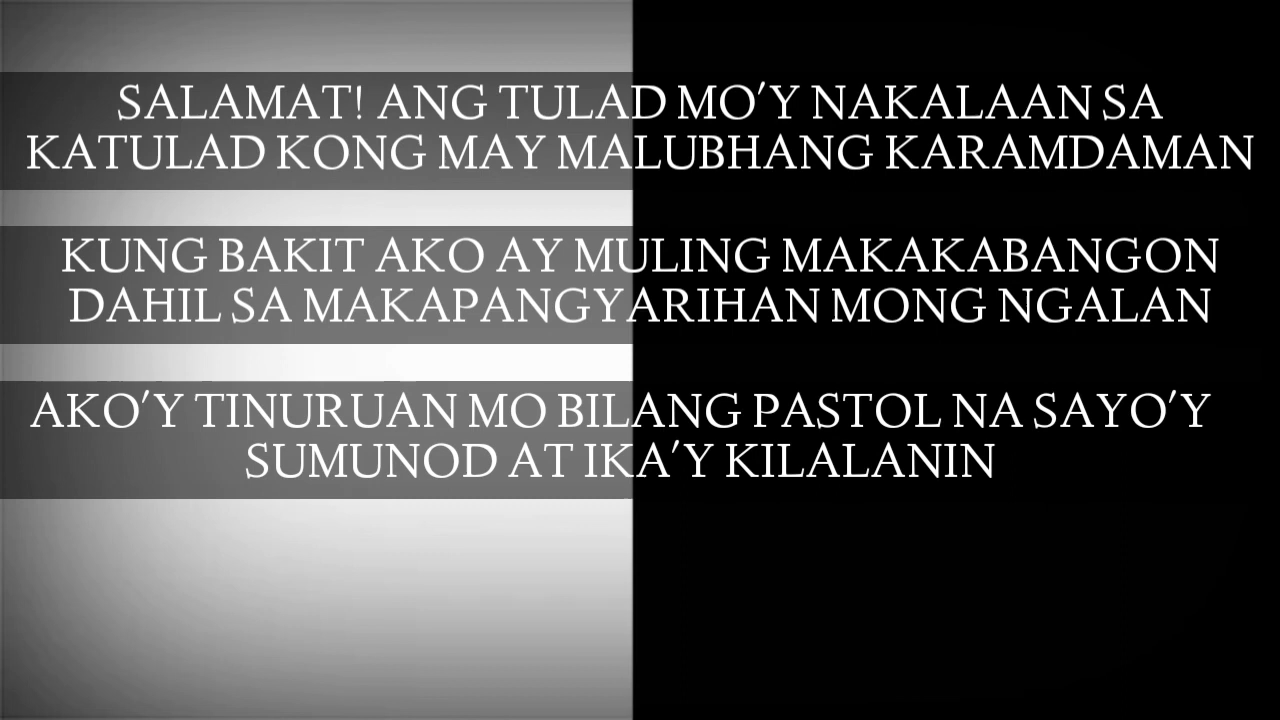 SALAMAT! ANG TULAD MO'Y NAKALAAN SA
KATULAD KONG MAY MALUBHANG KARAMDAMAN
KUNG BAKIT AKO AY MULING MAKAKABANGON
DAHIL SA MAKAPANGYARIHAN MONG NGALAN
AKO'Y TINURUAN MO BILANG PASTOL NA SAYO'Y
SUMUNOD AT IKA'Y KILALANIN